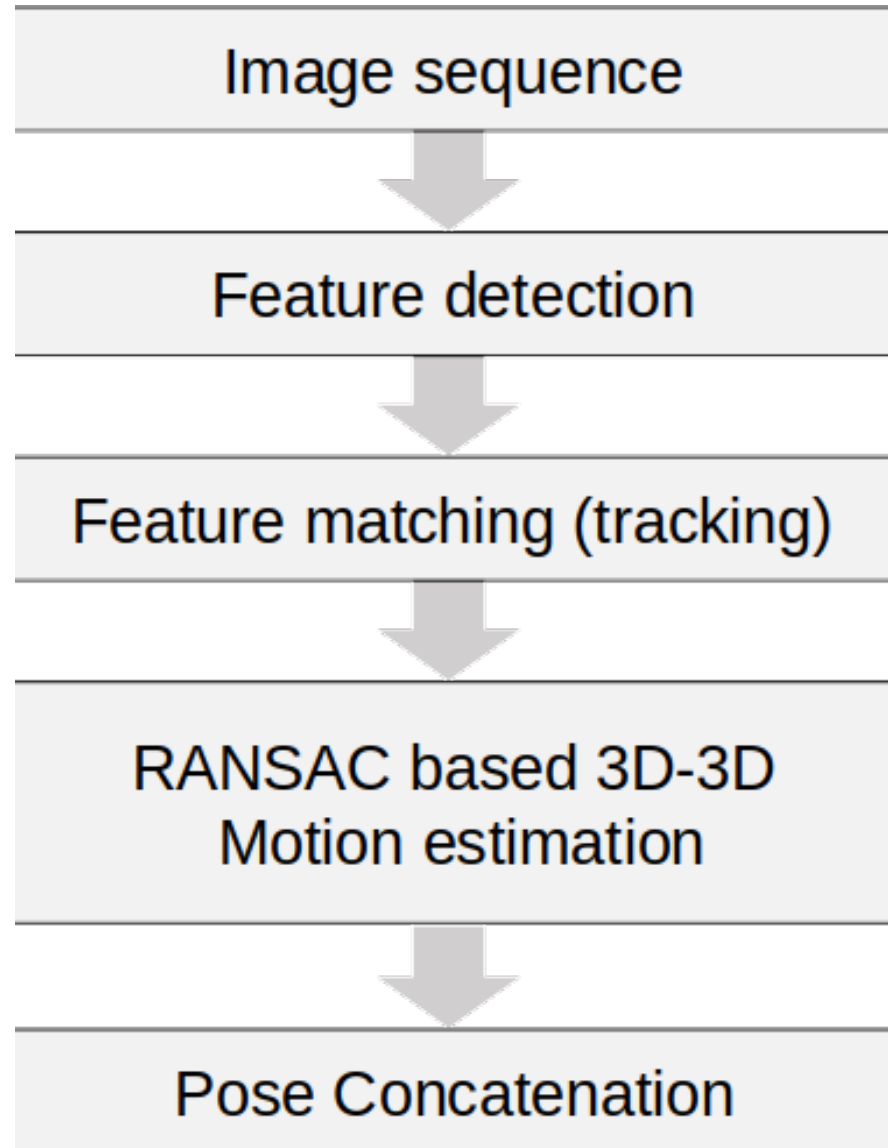 Image sequence
Feature detection
Feature matching (tracking)
RANSAC based 3D-3D
Motion estimation
Pose Concatenation